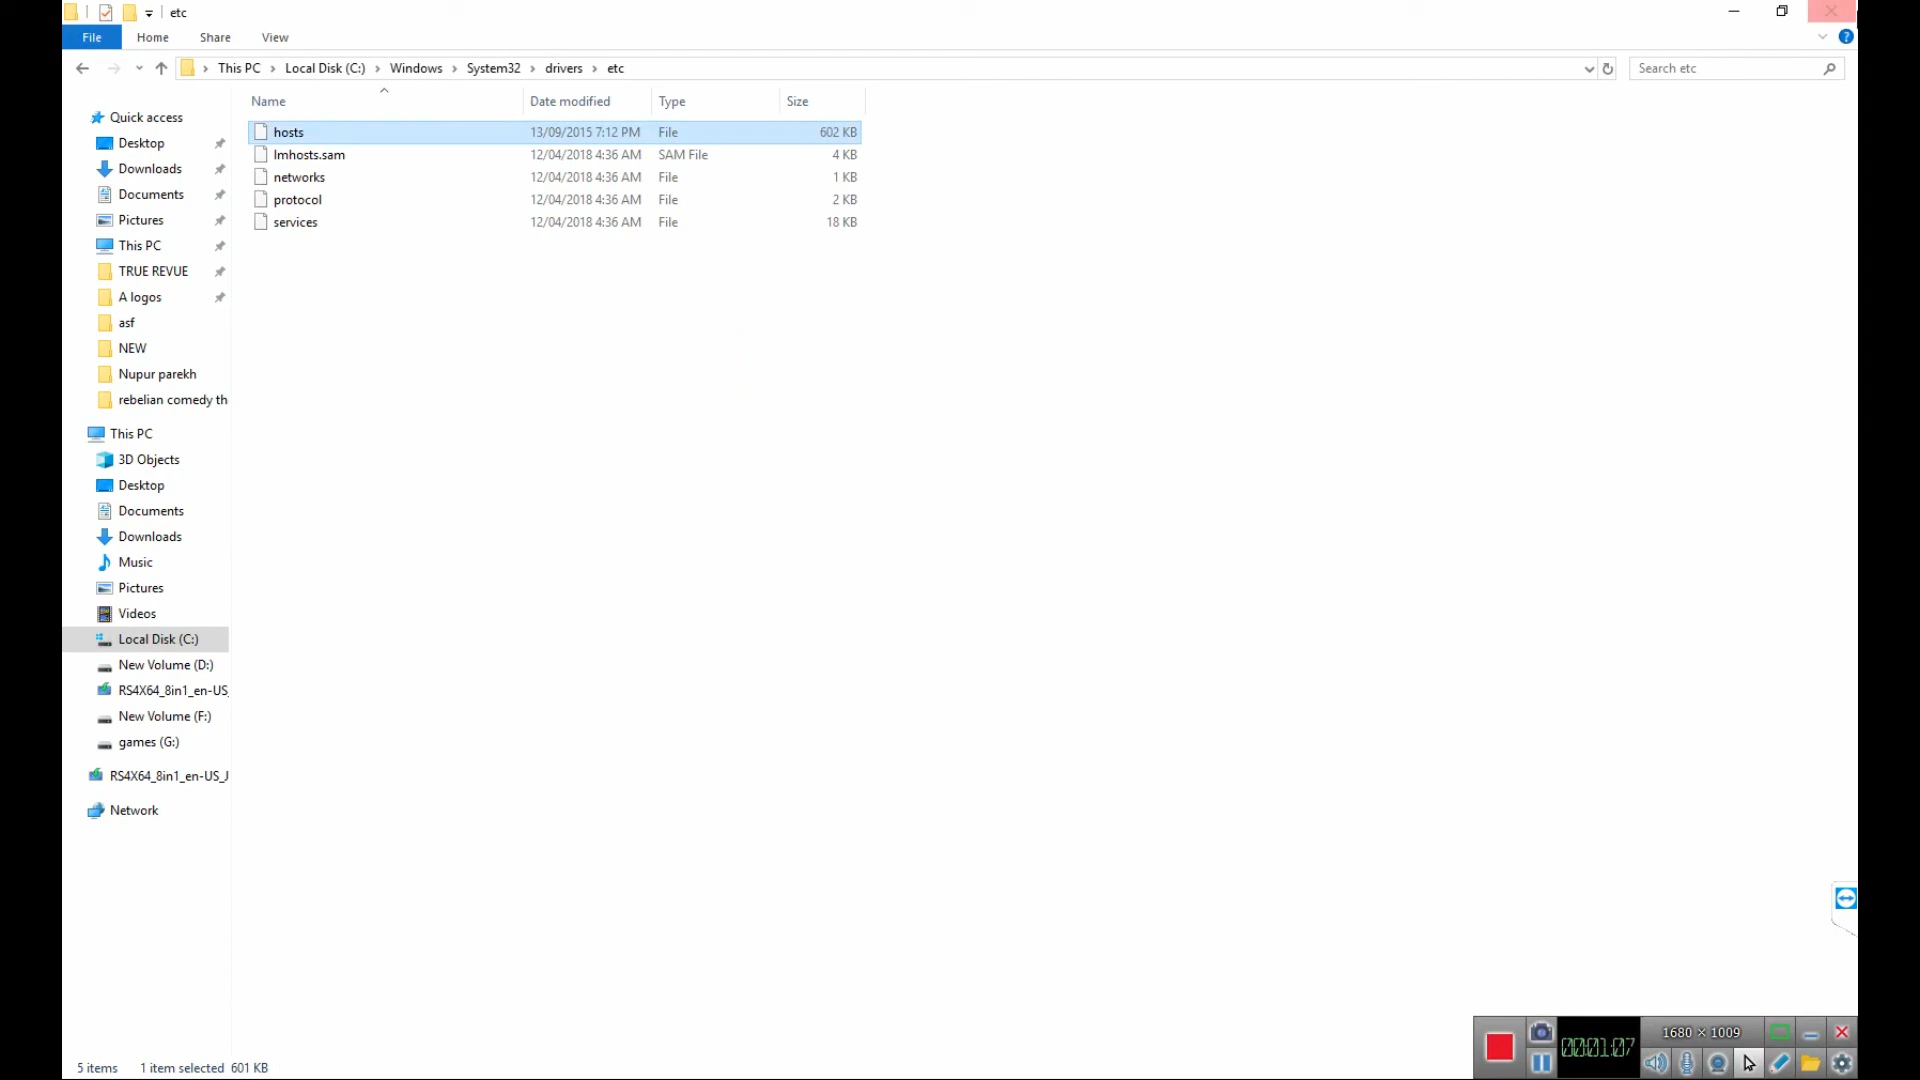 etc
File Home Share View
This PC Local Disk (C:) Windows System32 drivers etc
Search etc
Name Date modified Type Size
hosts 13/09/2015 7:12 PM File 602 KB
lmhosts.sam 12/04/2018 4:36 AM SAM File 4 KB
networks 12/04/2018 4:36 AM File 1 KB
protocol 12/04/2018 4:36 AM File 2 KB
services 12/04/2018 4:36 AM File 18 KB
Quick access
Desktop
Downloads
Documents
Pictures
This PC
TRUE REVUE
A logos
asf
NEW
Nupur parekh
rebelian comedy th
This PC
3D Objects
Desktop
Documents
Downloads
Music
Pictures
Videos
Local Disk (C:)
New Volume (D:)
RS4X64_8in1_en-US_
New Volume (F:)
games (G:)
RS4X64_8in1_en-US_J
Network
5 items 1 item selected 601 KB
00:01:07
1680 × 1009